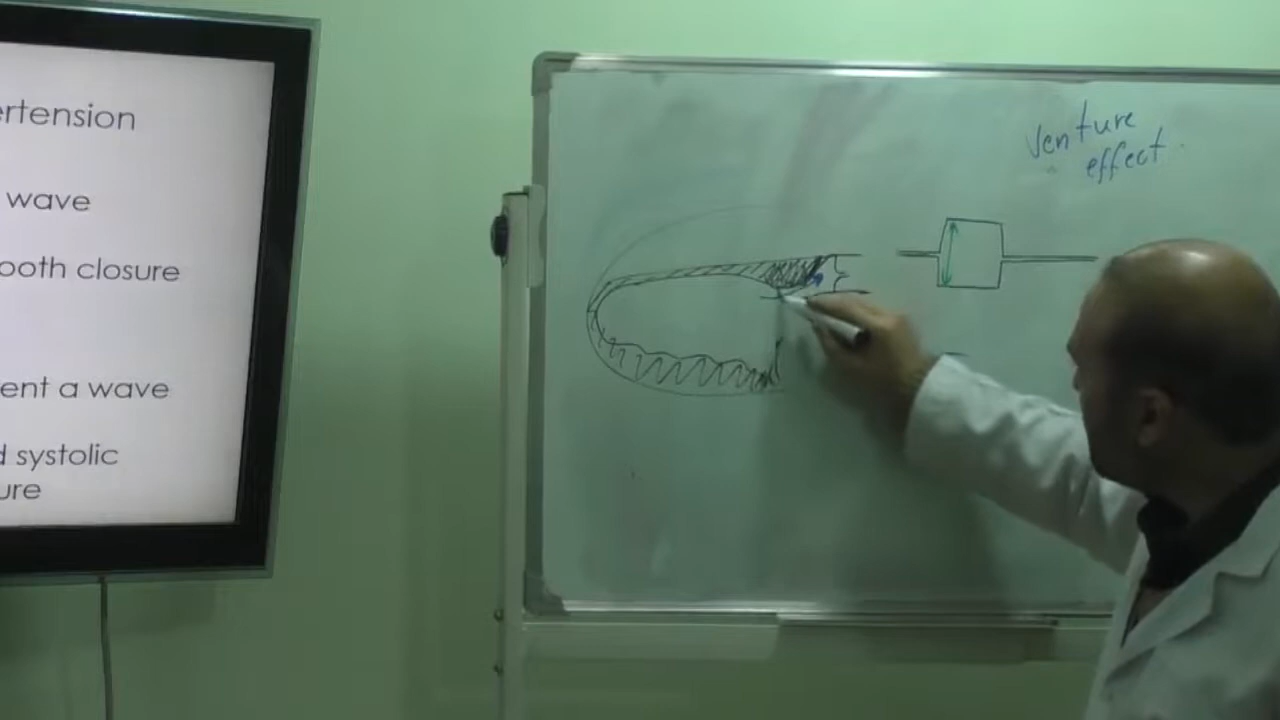 ertension
wave
ooth closure
ent a wave
d systolic
ure
venture
effect